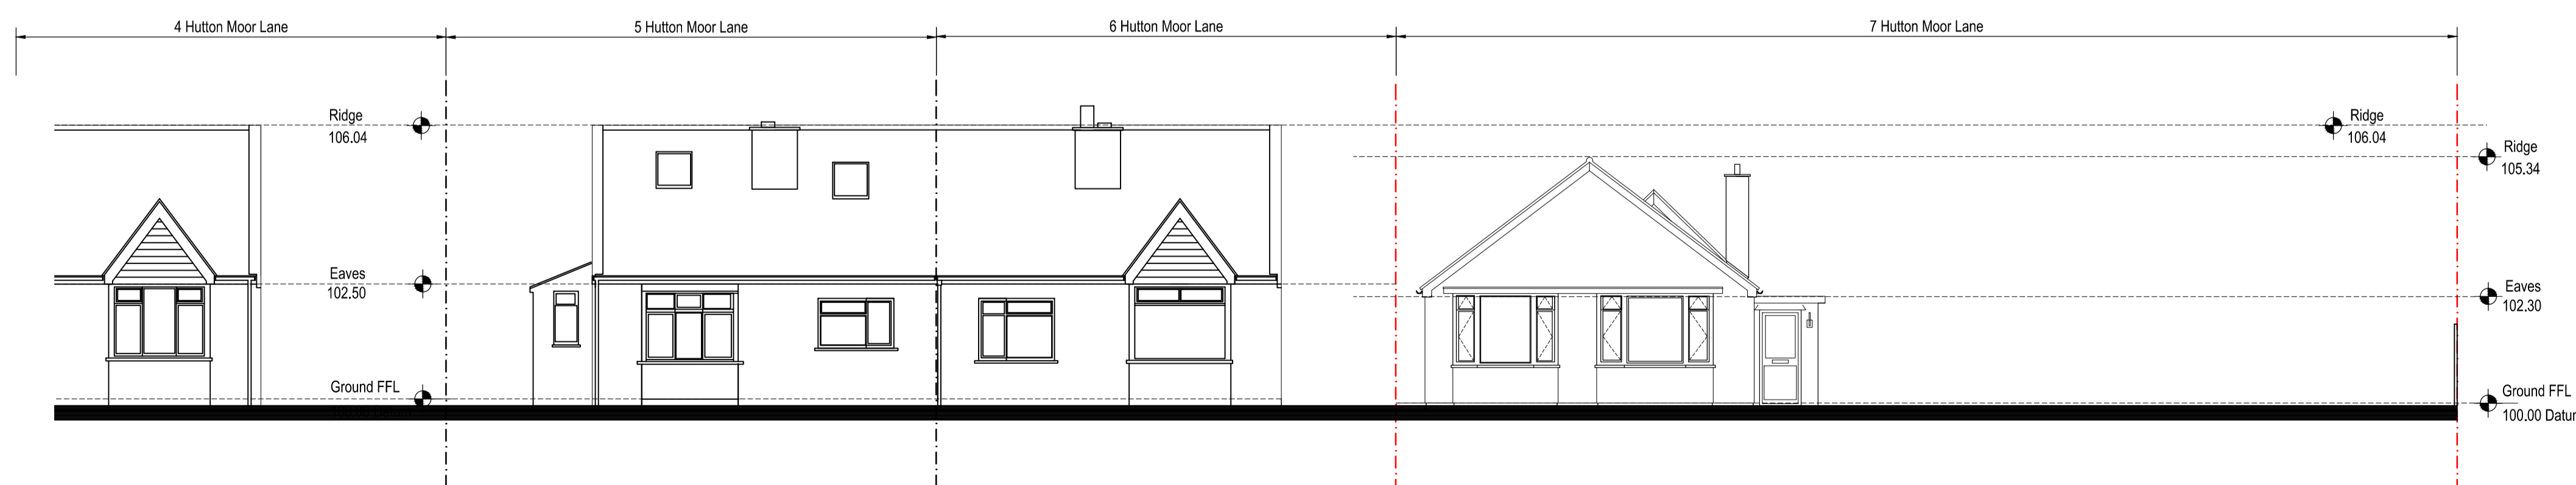 4 Hutton Moor Lane
5 Hutton Moor Lane
6 Hutton Moor Lane
7 Hutton Moor Lane
Ridge
106.04
Ridge
106.04
Ridge
105.34
Eaves
102.50
Eaves
102.30
Ground FFL
Ground FFL
100.00 Datum